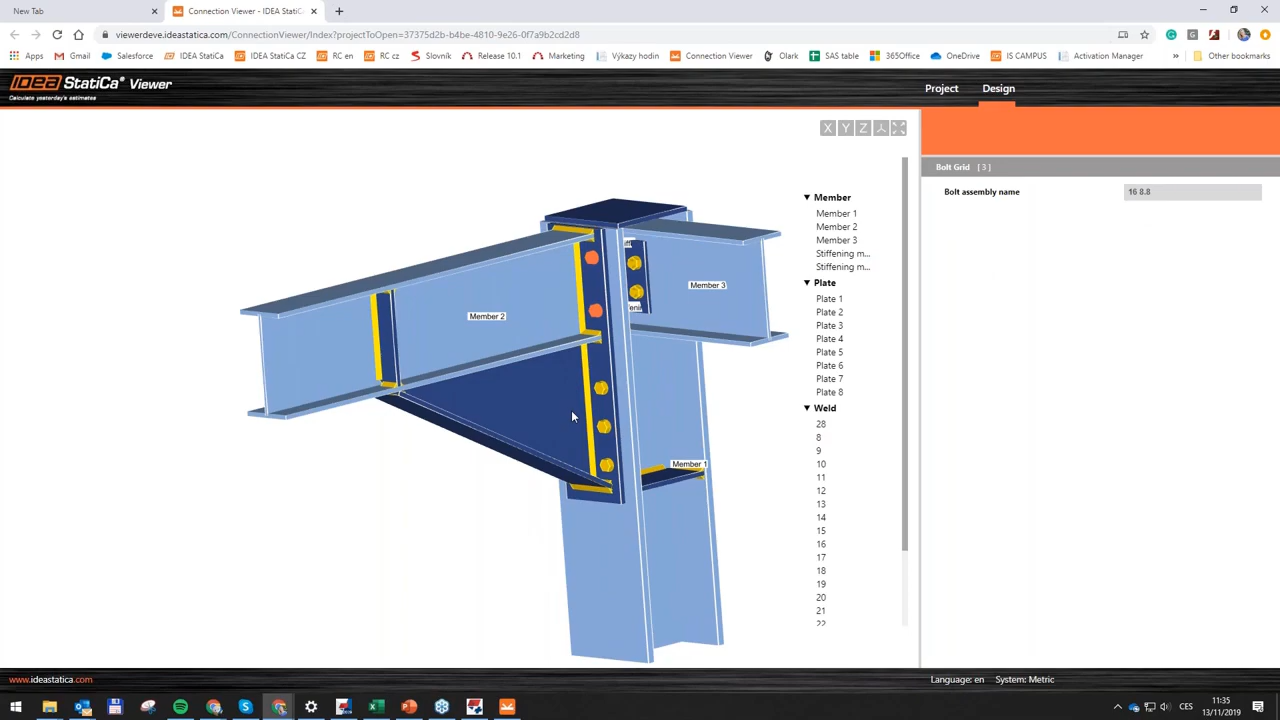 New Tab
Connection Viewer - IDEA StatiC
viewerdeve.ideastatica.com/ConnectionViewer/Index?projectToOpen=37375d2b-b4be-4810-9e26-0f7a9b2cd2d8
Apps Gmail Salesforce IDEA StatiCa IDEA StatiCa CZ RC en RC cz Slovník Release 10.1 Marketing Výkazy hodin Connection Viewer Olark SAS table 365Office OneDrive IS CAMPUS Activation Manager » Other bookmarks
IDEA StatiCa® Viewer
Calculate yesterday's estimates
Project Design
Bolt Grid [ 3 ]
Bolt assembly name 16 8.8
X Y Z
Member 2
Member 3
Member 1
▼ Member
Member 1
Member 2
Member 3
Stiffening m...
Stiffening m...
▼ Plate
Plate 1
Plate 2
Plate 3
Plate 4
Plate 5
Plate 6
Plate 7
Plate 8
▼ Weld
28
8
9
10
11
12
13
14
15
16
17
18
19
20
21
22
www.ideastatica.com
Language: en System: Metric
CES
11:35
13/11/2019